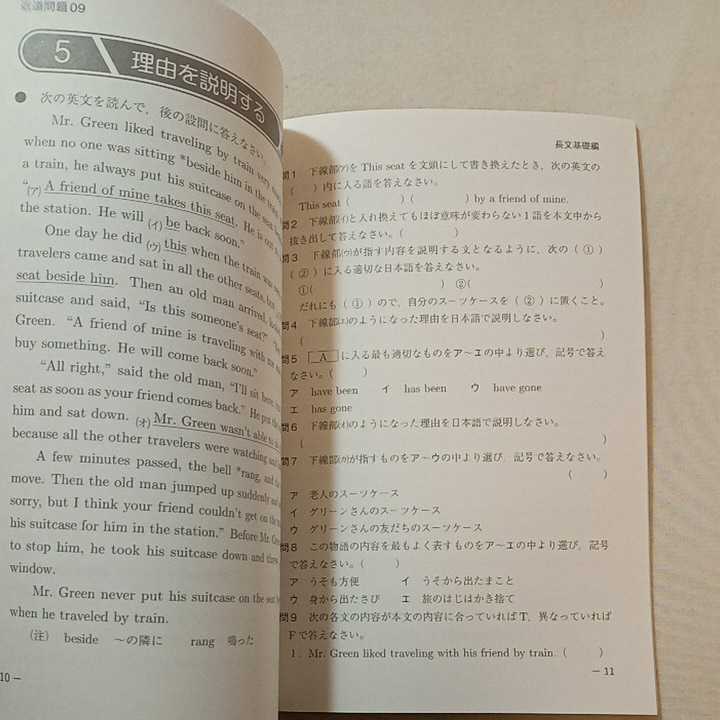 問題09
5 理由を説明する
● 次の英文を読んで，後の設問に答えなさい。
Mr. Green liked traveling by train very
when no one was sitting *beside him in the train
a train, he always put his suitcase on the seat
“(ア)A friend of mine takes this seat. He is out
the station. He will (イ)be back soon.”
One day he did (ウ)this when the train was
travelers came and sat in all the other seats,
seat beside him. Then an old man arrived,
suitcase and said, “Is this someone's seat?”
Green. “A friend of mine is traveling with me
buy something. He will come back soon.”
“All right,” said the old man, “I'll sit here
seat as soon as your friend comes back.” He put
him and sat down. (オ)Mr. Green wasn't able to
because all the other travelers were watching
A few minutes passed, the bell *rang, and the
move. Then the old man jumped up suddenly and
sorry, but I think your friend couldn't get on the
his suitcase for him in the station.” Before Mr. Green
to stop him, he took his suitcase down and threw
window.
Mr. Green never put his suitcase on the seat
when he traveled by train.
(注) beside ～の隣に rang 鳴った
10 −
長文基礎編
問1 下線部(ア)を This seat を文頭にして書き換えたとき，次の英文の
( )内に入る語を答えなさい。
This seat ( ) ( ) by a friend of mine.
問2 下線部(イ)と入れ換えてもほぼ意味が変わらない1語を本文中から
抜き出して答えなさい。( )
問3 下線部(ウ)が指す内容を説明する文となるように，次の( ① )
( ② )に入る適切な日本語を答えなさい。
①( ) ②( )
だれにも( ① )ので，自分のスーツケースを( ② )に置くこと。
問4 下線部(エ)のようになった理由を日本語で説明しなさい。
( )
問5 A に入る最も適切なものをア～エの中より選び，記号で答え
なさい。( )
ア have been イ has been ウ have gone
エ has gone
問6 下線部(オ)のようになった理由を日本語で説明しなさい。
( )
問7 下線部(カ)が指すものをア～ウの中より選び，記号で答えなさい。
( )
ア 老人のスーツケース
イ グリーンさんのスーツケース
ウ グリーンさんの友だちのスーツケース
問8 この物語の内容を最もよく表すものをア～エの中より選び，記号
で答えなさい。( )
ア うそも方便 イ うそから出たまこと
ウ 身から出たさび エ 旅のはじはかき捨て
問9 次の各文の内容が本文の内容に合っていればT，異なっていれば
Fで答えなさい。
1. Mr. Green liked traveling with his friend by train. ( )
− 11